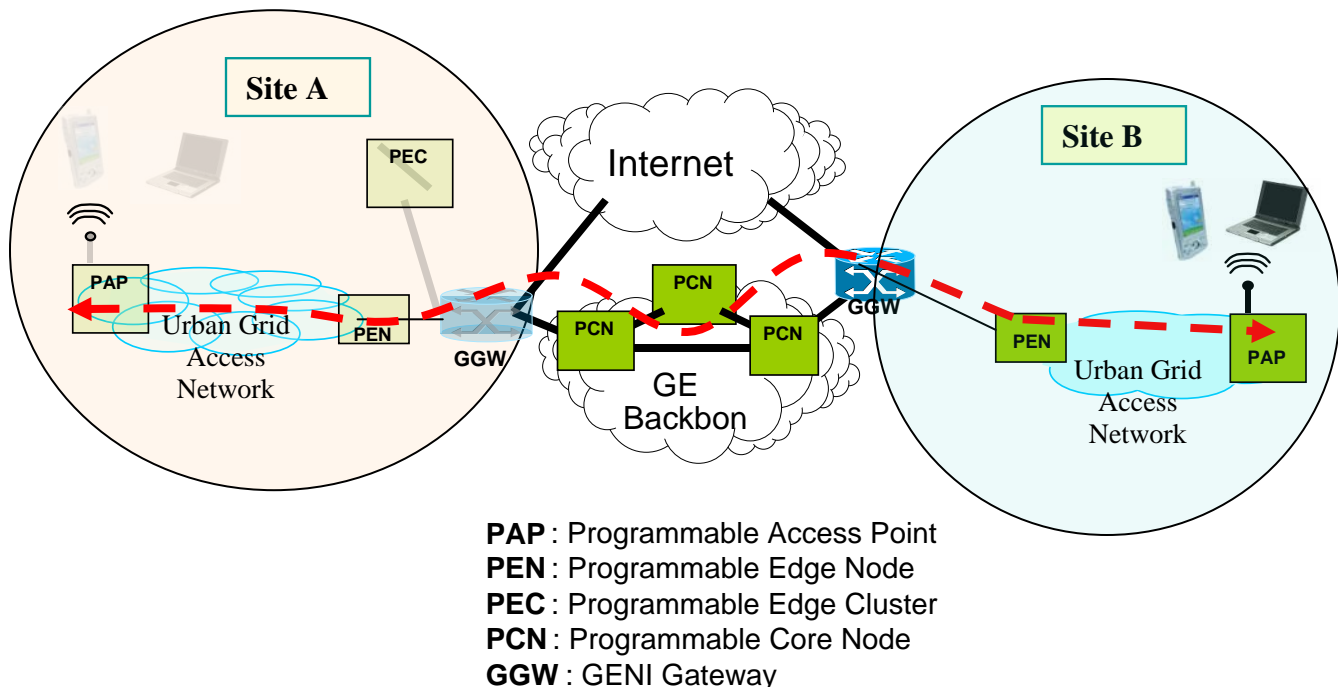 Site A
PEC
PAP
Urban Grid
Access
Network
PEN
GGW
Internet
PCN
PCN
PCN
GE
Backbon
Site B
GGW
PEN
Urban Grid
Access
Network
PAP
PAP : Programmable Access Point
PEN : Programmable Edge Node
PEC : Programmable Edge Cluster
PCN : Programmable Core Node
GGW : GENI Gateway